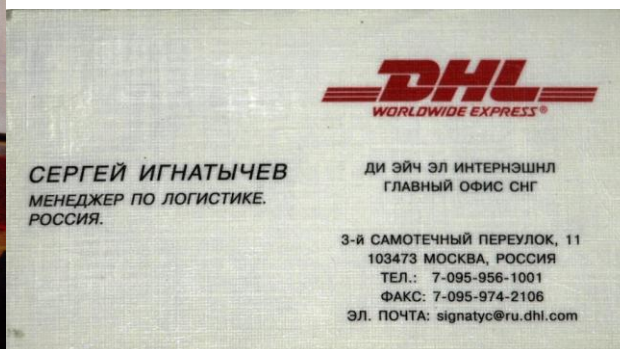 DHL
WORLDWIDE EXPRESS®
СЕРГЕЙ ИГНАТЫЧЕВ
МЕНЕДЖЕР ПО ЛОГИСТИКЕ.
РОССИЯ.
ДИ ЭЙЧ ЭЛ ИНТЕРНЭШНЛ
ГЛАВНЫЙ ОФИС СНГ
3-й САМОТЕЧНЫЙ ПЕРЕУЛОК, 11
103473 МОСКВА, РОССИЯ
ТЕЛ.: 7-095-956-1001
ФАКС: 7-095-974-2106
ЭЛ. ПОЧТА: signatyc@ru.dhl.com